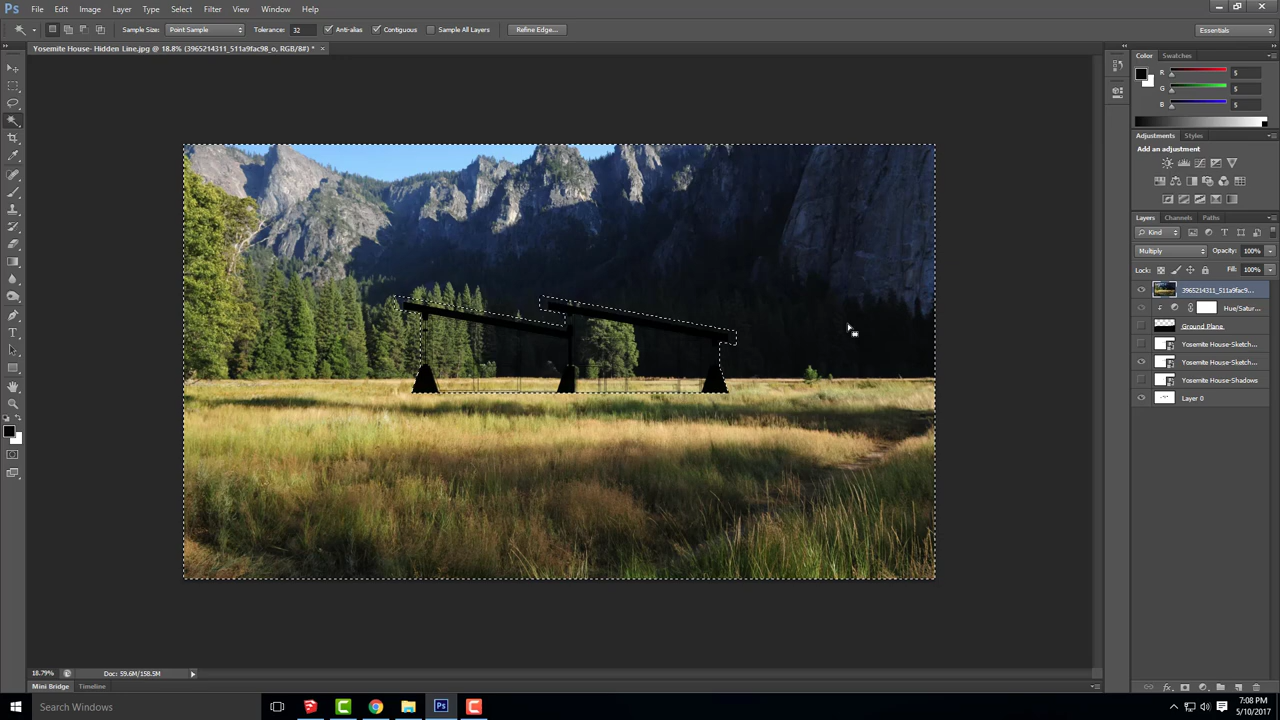 Ps File Edit Image Layer Type Select Filter View Window Help
Sample Size: Point Sample Tolerance: 32 Anti-alias Contiguous Sample All Layers Refine Edge... Essentials
Yosemite House- Hidden Line.jpg @ 18.8% (3965214311_511a9fac98_o, RGB/8#) * ×
Color Swatches
R 5
G 5
B 5
Adjustments Styles
Add an adjustment
Layers Channels Paths
Kind
Multiply Opacity: 100%
Lock: Fill: 100%
3965214311_511a9fac9...
Hue/Satur...
Ground Plane
Yosemite House-Sketch...
Yosemite House-Sketch...
Yosemite House-Shadows
Layer 0
18.79% Doc: 59.6M/158.5M
Mini Bridge Timeline
Search Windows
Ps
7:08 PM
5/10/2017